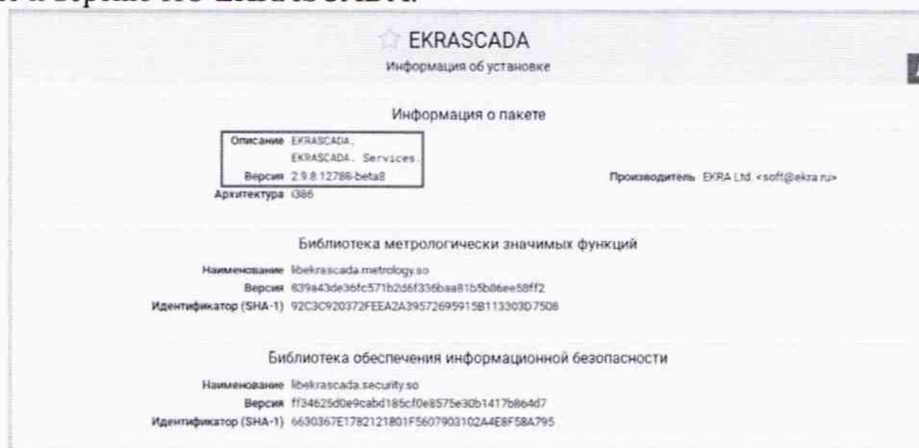 EKRASCADA
Информация об установке
Информация о пакете
Описание EKRASCADA,
EKRASCADA. Services.
Версия 2.9.8.12786-beta8
Производитель EKRA Ltd. <soft@ekra.ru>
Архитектура i386
Библиотека метрологически значимых функций
Наименование libekrascada.metrology.so
Версия 839a43de36fc571b2d6f336baa81b5b86ee58ff2
Идентификатор (SHA-1) 92C3C920372FEEA2A39572695915B113303D7508
Библиотека обеспечения информационной безопасности
Наименование libekrascada.security.so
Версия ff34625d0e9cabd185cf0e8575e30b1417b864d7
Идентификатор (SHA-1) 6630367E1782121801F5607903102A4E8F58A795